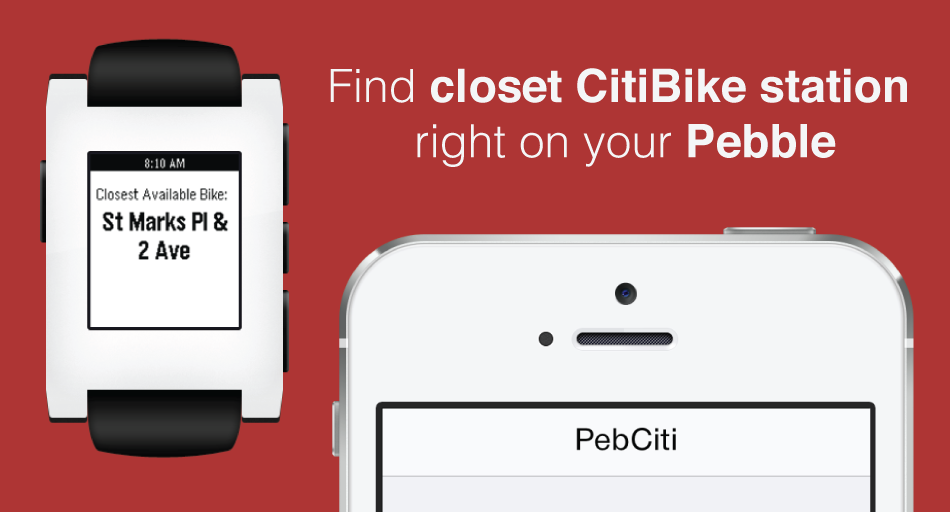 Find closet CitiBike station
right on your Pebble
8:10 AM
Closest Available Bike:
St Marks Pl &
2 Ave
PebCiti